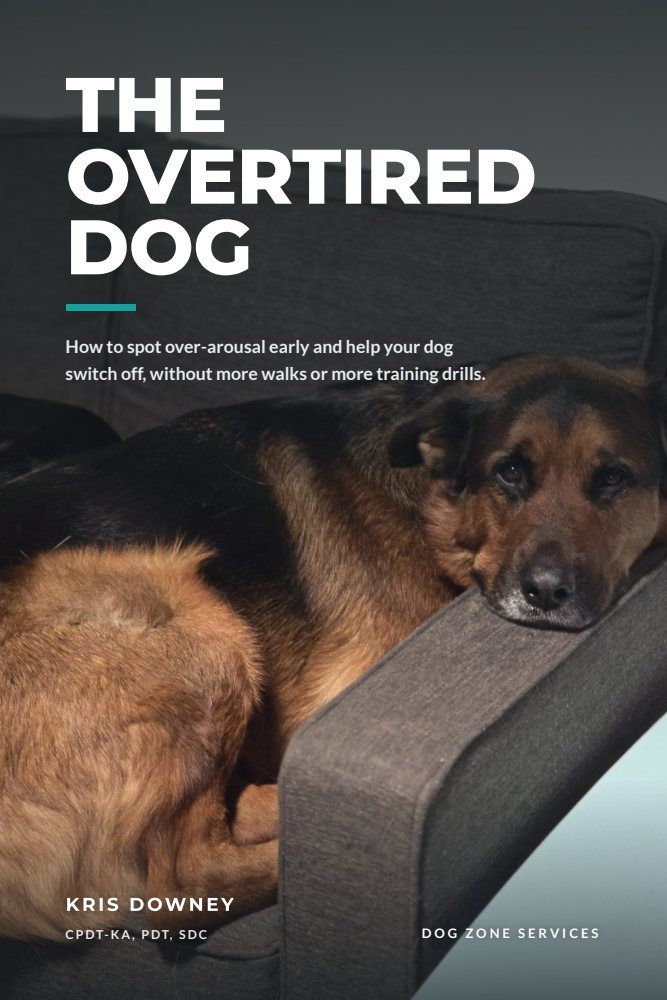 THE
OVERTIRED
DOG
How to spot over-arousal early and help your dog
switch off, without more walks or more training drills.
KRIS DOWNEY
CPDT-KA, PDT, SDC
DOG ZONE SERVICES